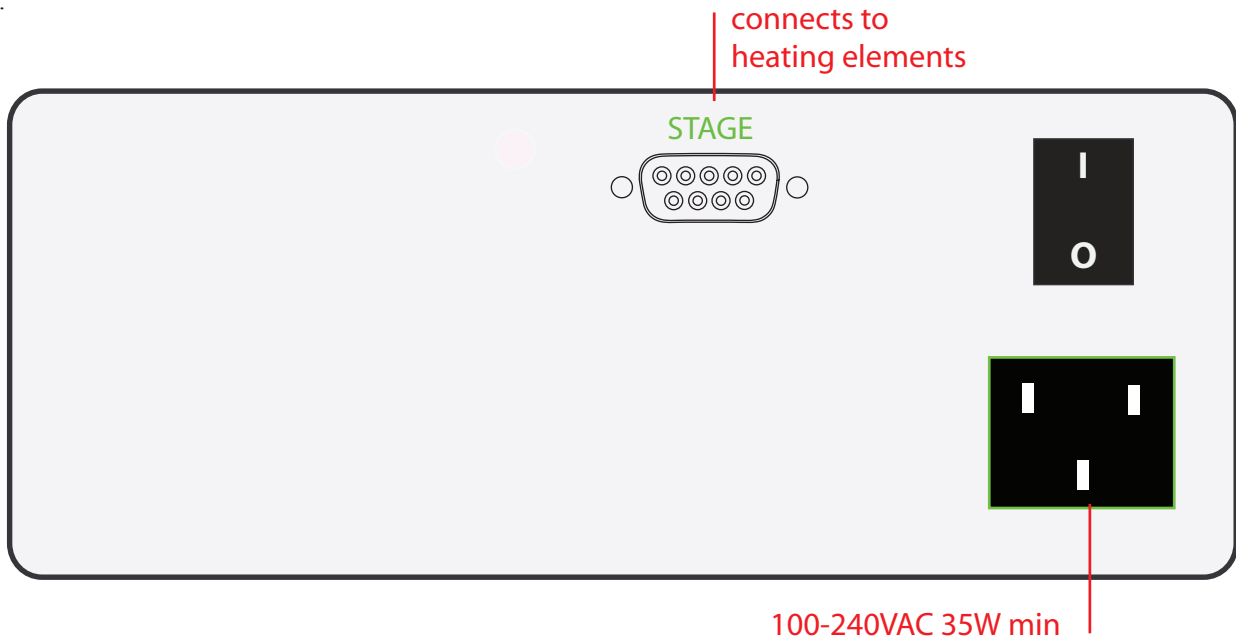 connects to
heating elements
STAGE
I
O
100-240VAC 35W min